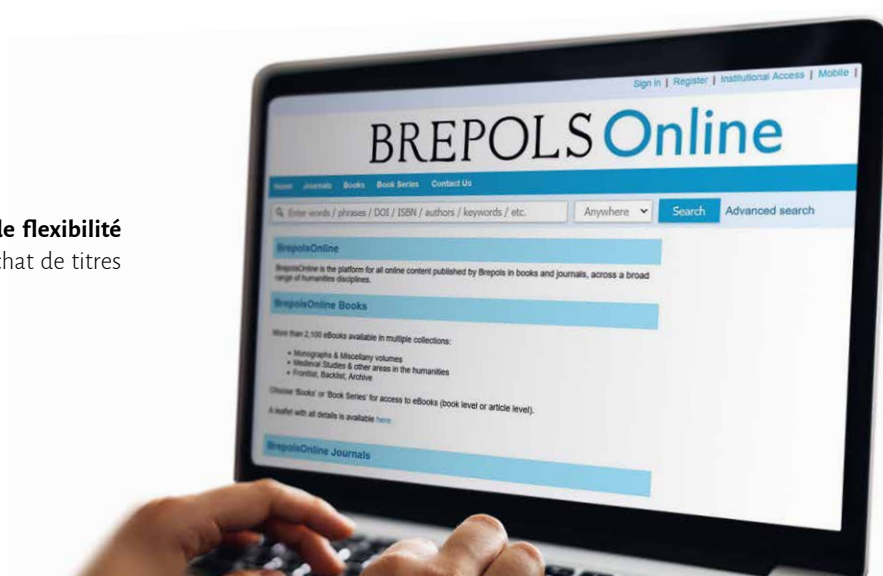 de flexibilité
chat de titres
Sign In | Register | Institutional Access | Mobile |
BREPOLS Online
Home Journals Books Book Series Contact Us
Enter words / phrases / DOI / ISBN / authors / keywords / etc. Anywhere Search Advanced search
BrepolsOnline
BrepolsOnline is the platform for all online content published by Brepols in books and journals, across a broad
range of humanities disciplines.
BrepolsOnline Books
More than 2,100 eBooks available in multiple collections:
• Monographs & Miscellany volumes
• Medieval Studies & other areas in the humanities
• Frontlist, Backlist, Archive
Choose 'Books' or 'Book Series' for access to eBooks (book level or article level).
A leaflet with all details is available here.
BrepolsOnline Journals